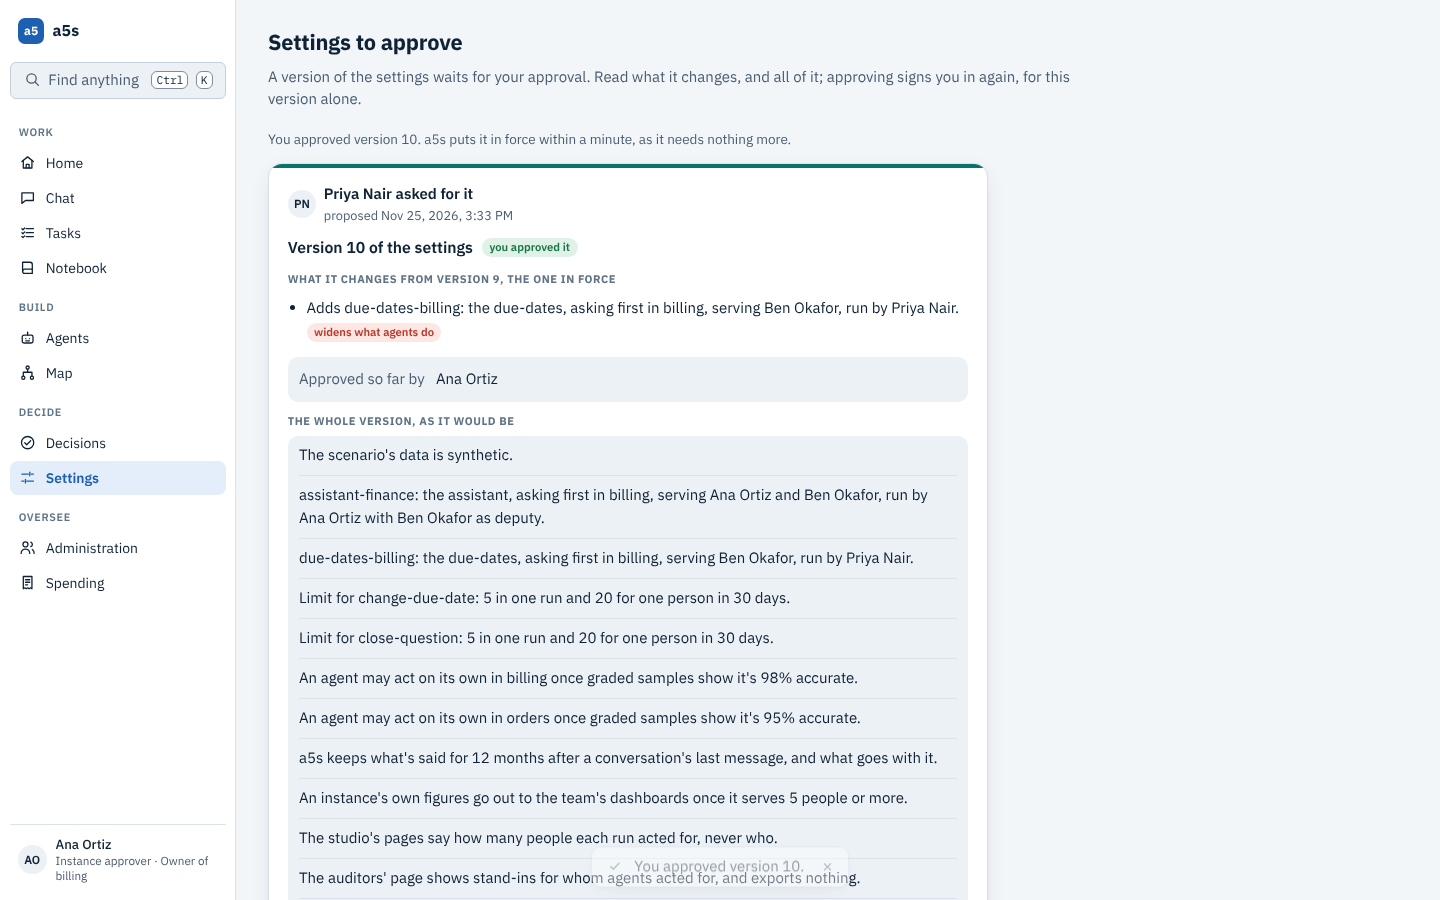 a5 a5s
Find anything Ctrl K
WORK
Home
Chat
Tasks
Notebook
BUILD
Agents
Map
DECIDE
Decisions
Settings
OVERSEE
Administration
Spending
AO Ana Ortiz
Instance approver · Owner of
billing
Settings to approve
A version of the settings waits for your approval. Read what it changes, and all of it; approving signs you in again, for this
version alone.
You approved version 10. a5s puts it in force within a minute, as it needs nothing more.
PN Priya Nair asked for it
proposed Nov 25, 2026, 3:33 PM
Version 10 of the settings you approved it
WHAT IT CHANGES FROM VERSION 9, THE ONE IN FORCE
• Adds due-dates-billing: the due-dates, asking first in billing, serving Ben Okafor, run by Priya Nair.
widens what agents do
Approved so far by Ana Ortiz
THE WHOLE VERSION, AS IT WOULD BE
The scenario's data is synthetic.
assistant-finance: the assistant, asking first in billing, serving Ana Ortiz and Ben Okafor, run by
Ana Ortiz with Ben Okafor as deputy.
due-dates-billing: the due-dates, asking first in billing, serving Ben Okafor, run by Priya Nair.
Limit for change-due-date: 5 in one run and 20 for one person in 30 days.
Limit for close-question: 5 in one run and 20 for one person in 30 days.
An agent may act on its own in billing once graded samples show it's 98% accurate.
An agent may act on its own in orders once graded samples show it's 95% accurate.
a5s keeps what's said for 12 months after a conversation's last message, and what goes with it.
An instance's own figures go out to the team's dashboards once it serves 5 people or more.
The studio's pages say how many people each run acted for, never who.
You approved version 10.
The auditors' page shows stand-ins for whom agents acted for, and exports nothing.